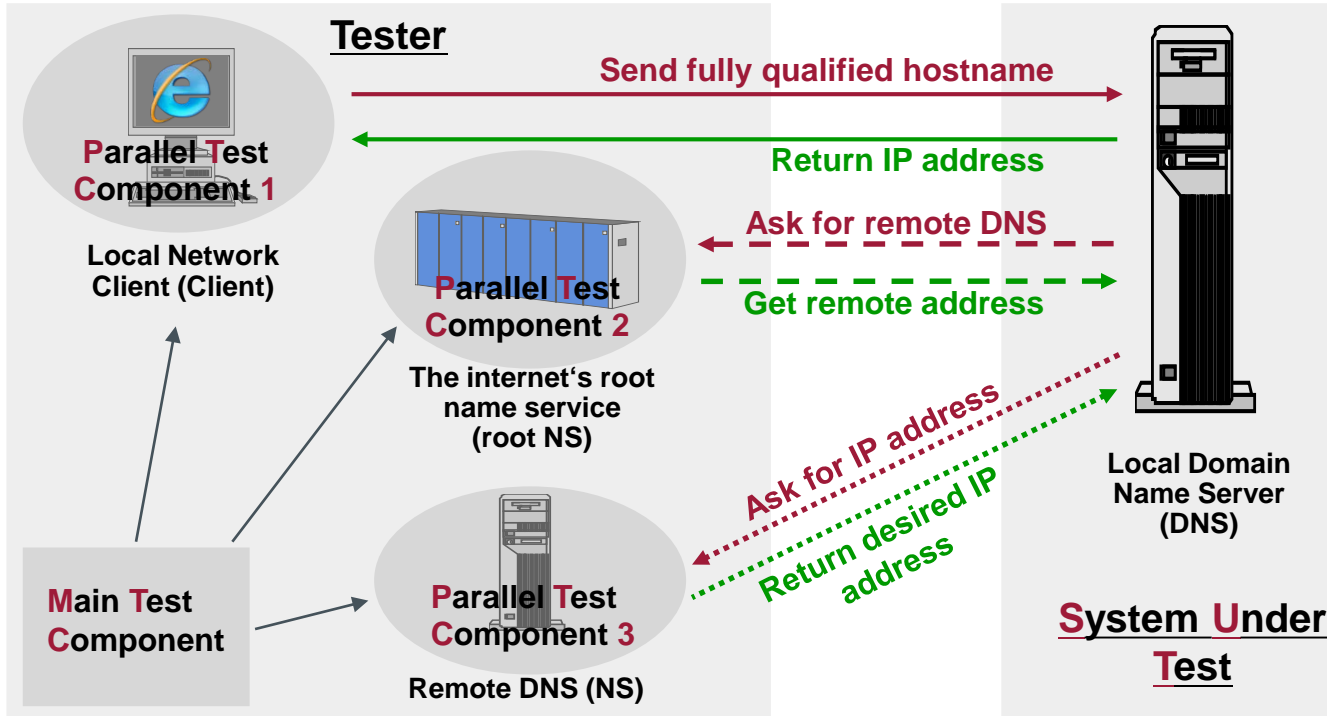 Tester
Send fully qualified hostname
Parallel Test
Component 1
Return IP address
Local Network
Client (Client)
Ask for remote DNS
Parallel Test
Component 2
Get remote address
The internet‘s root
name service
(root NS)
Ask for IP address
Return desired IP
address
Local Domain
Name Server
(DNS)
Main Test
Component
Parallel Test
Component 3
Remote DNS (NS)
System Under
Test